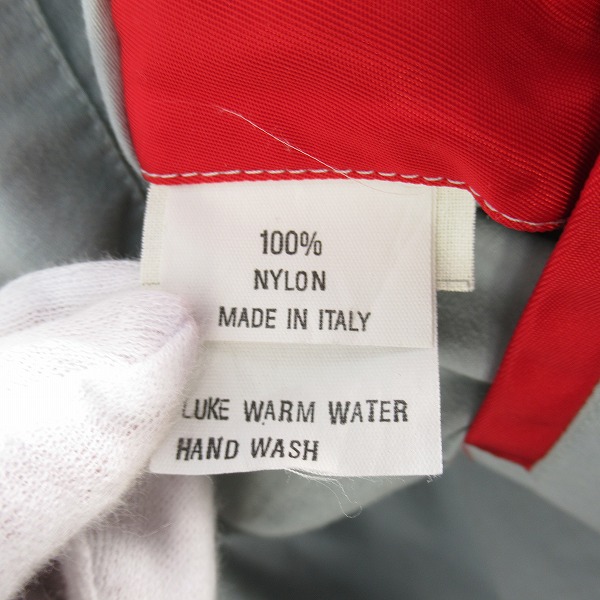 100%
NYLON
MADE IN ITALY
LUKE WARM WATER
HAND WASH